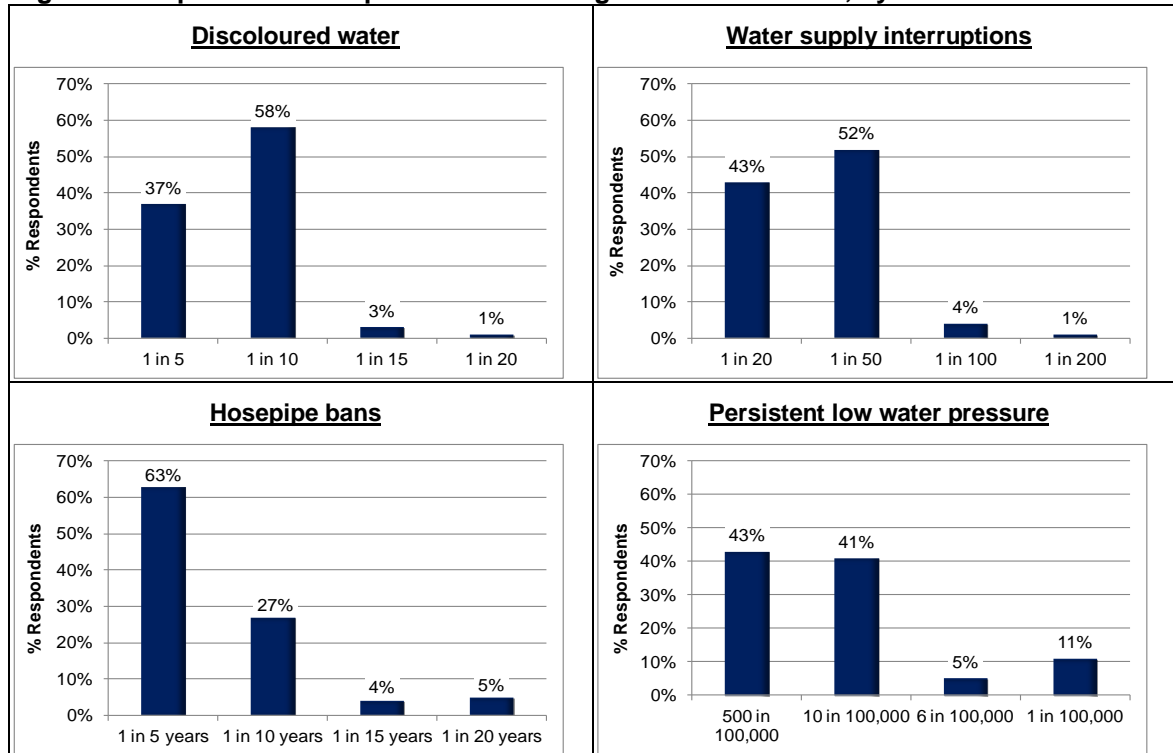 Discoloured water
70%
60%
50%
40%
30%
20%
10%
0%
% Respondents
37%
58%
3%
1%
1 in 5
1 in 10
1 in 15
1 in 20
Water supply interruptions
70%
60%
50%
40%
30%
20%
10%
0%
% Respondents
43%
52%
4%
1%
1 in 20
1 in 50
1 in 100
1 in 200
Hosepipe bans
70%
60%
50%
40%
30%
20%
10%
0%
% Respondents
63%
27%
4%
5%
1 in 5 years
1 in 10 years
1 in 15 years
1 in 20 years
Persistent low water pressure
70%
60%
50%
40%
30%
20%
10%
0%
% Respondents
43%
41%
5%
11%
500 in
100,000
10 in 100,000
6 in 100,000
1 in 100,000